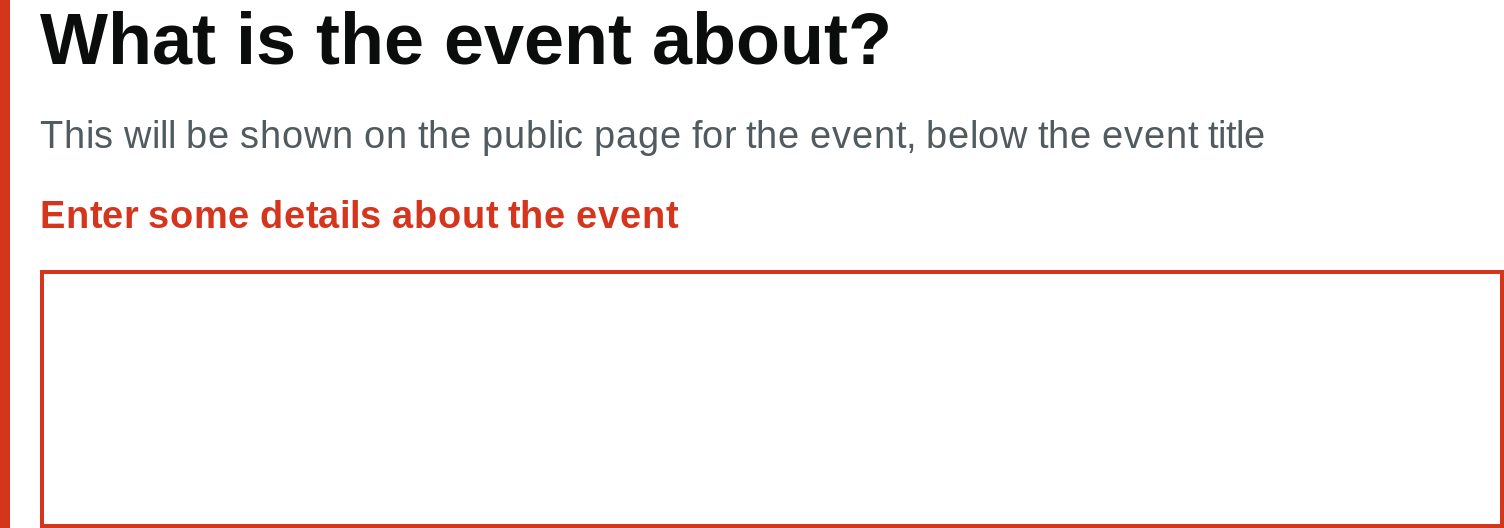 What is the event about?
This will be shown on the public page for the event, below the event title
Enter some details about the event